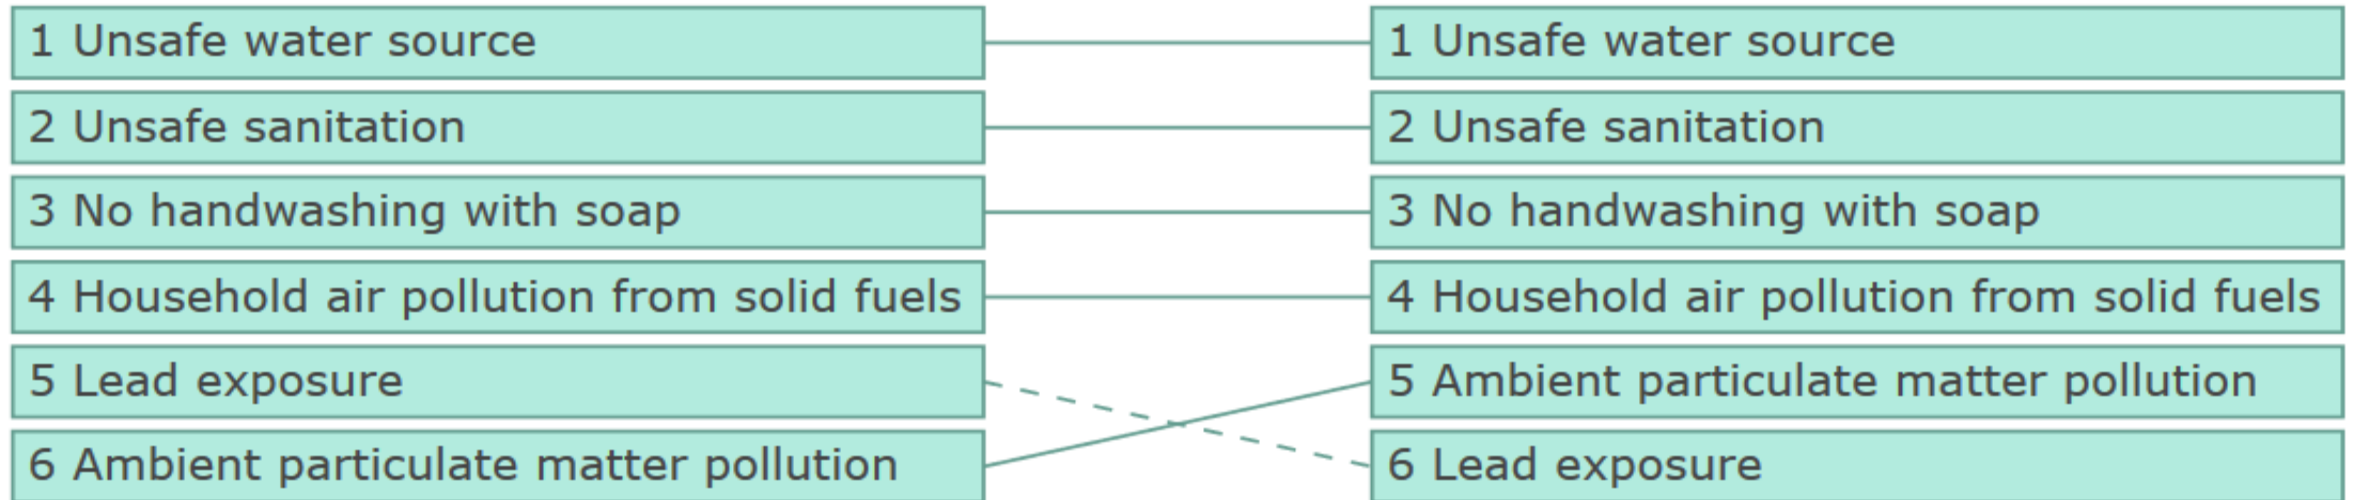 1 Unsafe water source
2 Unsafe sanitation
3 No handwashing with soap
4 Household air pollution from solid fuels
5 Lead exposure
6 Ambient particulate matter pollution
1 Unsafe water source
2 Unsafe sanitation
3 No handwashing with soap
4 Household air pollution from solid fuels
5 Ambient particulate matter pollution
6 Lead exposure